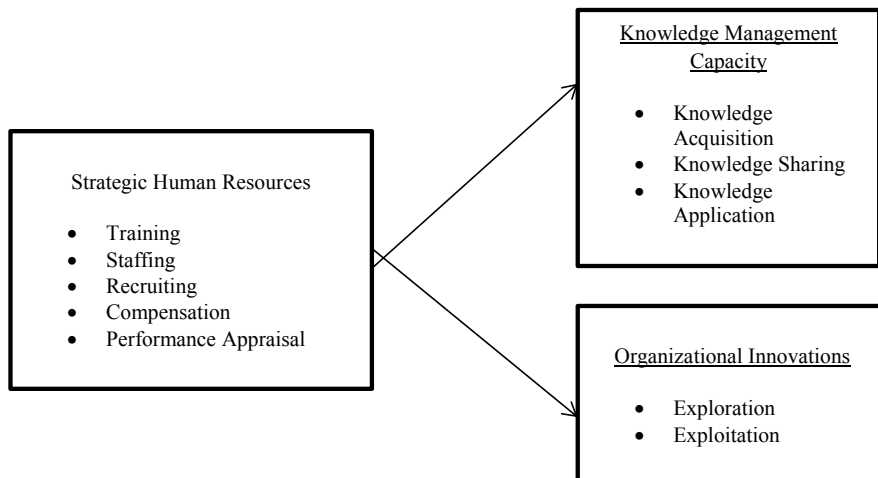 Strategic Human Resources
• Training
• Staffing
• Recruiting
• Compensation
• Performance Appraisal
Knowledge Management
Capacity
• Knowledge
Acquisition
• Knowledge Sharing
• Knowledge
Application
Organizational Innovations
• Exploration
• Exploitation